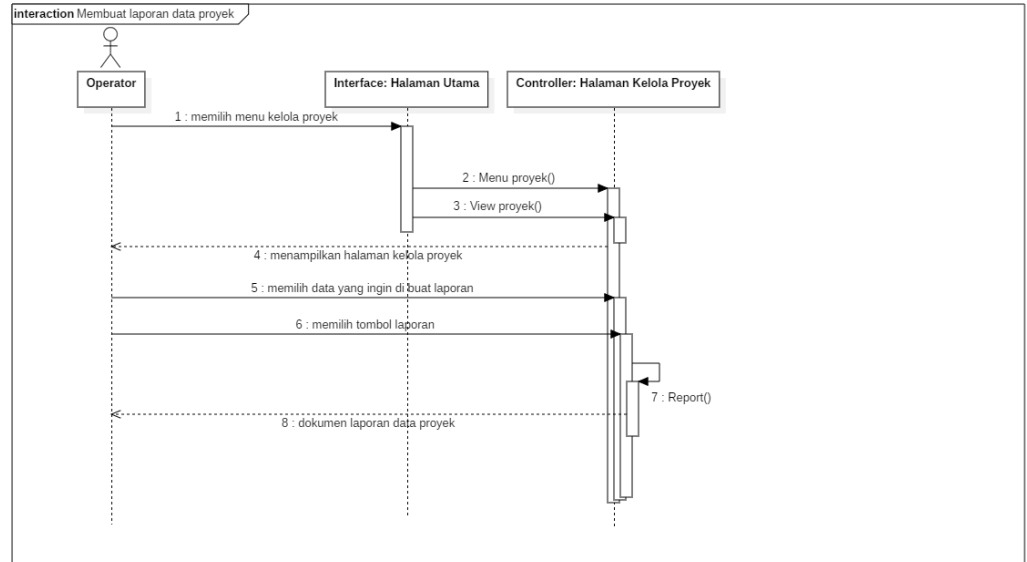 interaction Membuat laporan data proyek
Operator
Interface: Halaman Utama
Controller: Halaman Kelola Proyek
1 : memilih menu kelola proyek
2 : Menu proyek()
3 : View proyek()
4 : menampilkan halaman kelola proyek
5 : memilih data yang ingin di buat laporan
6 : memilih tombol laporan
7 : Report()
8 : dokumen laporan data proyek